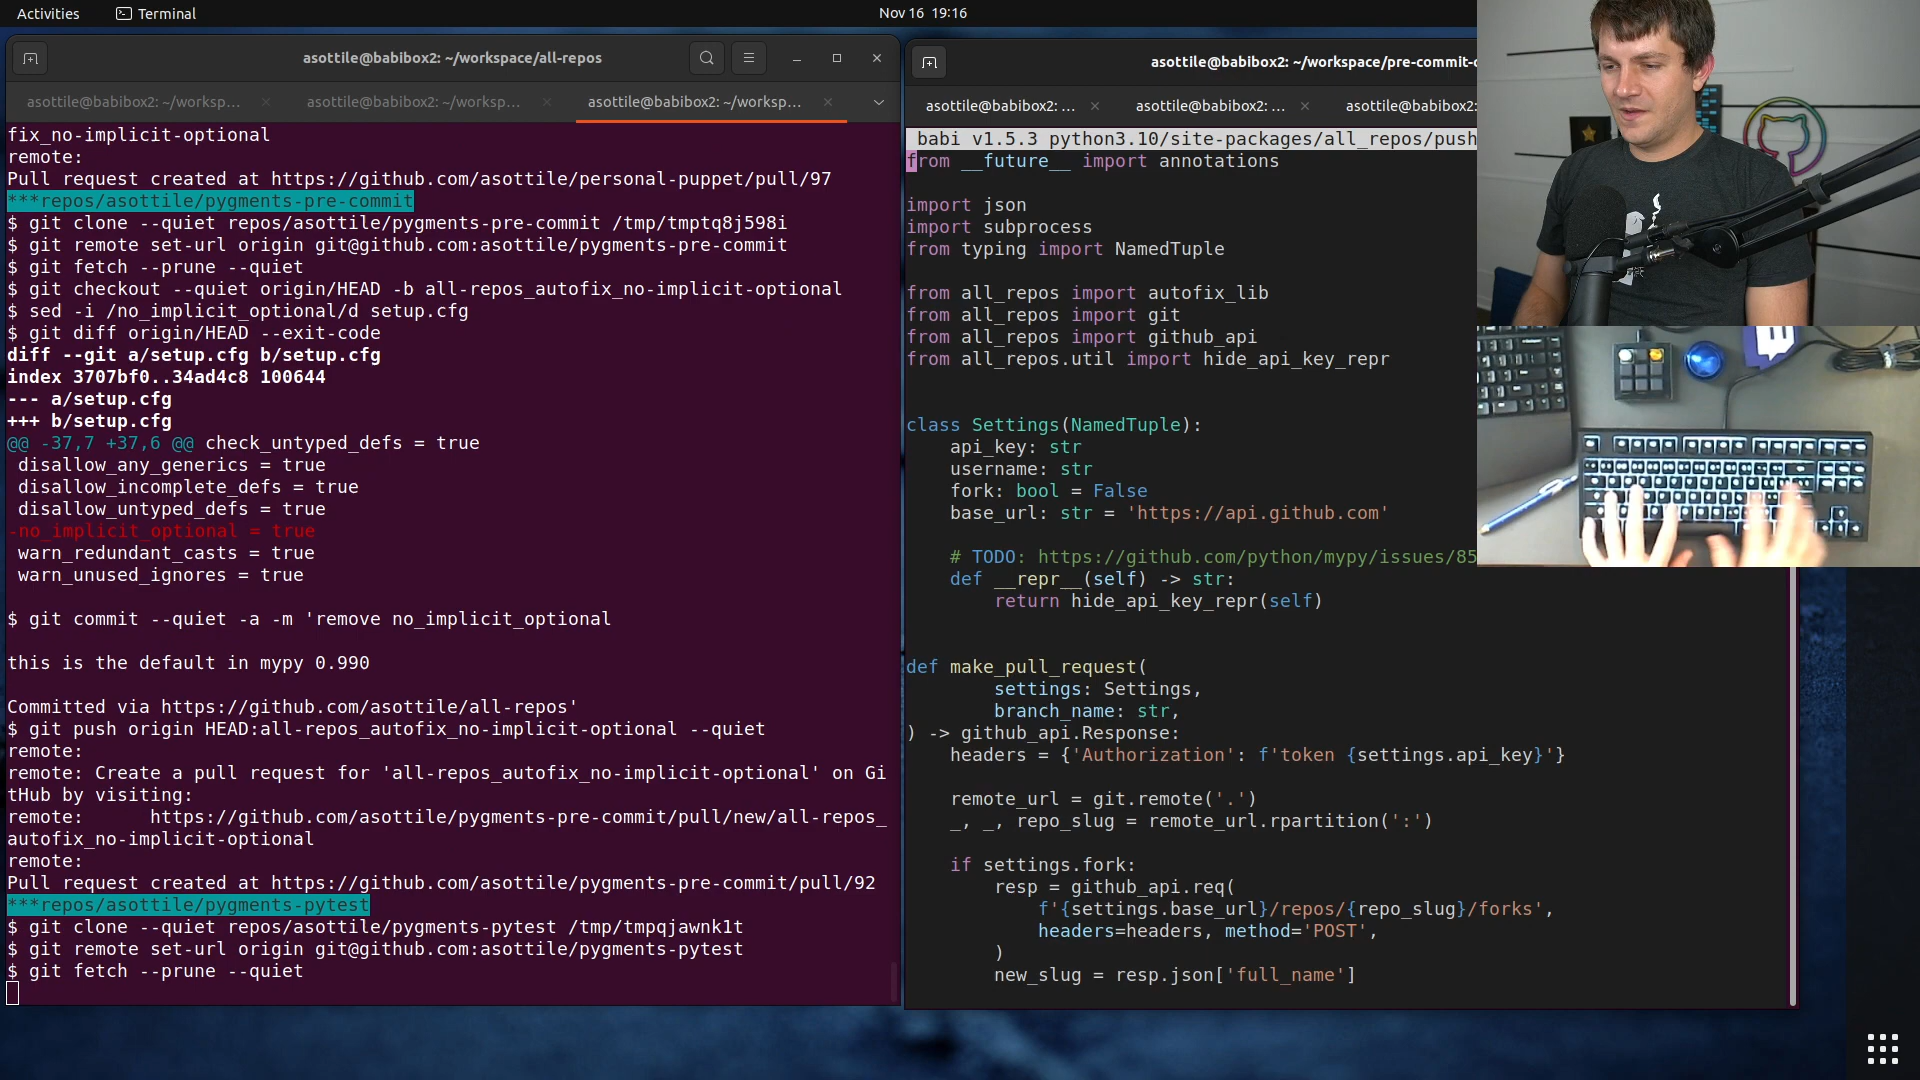 Activities
Terminal
Nov 16 19:16
asottile@babibox2: ~/workspace/all-repos
asottile@babibox2: ~/worksp…
asottile@babibox2: ~/worksp…
asottile@babibox2: ~/worksp…
fix_no-implicit-optional
remote:
Pull request created at https://github.com/asottile/personal-puppet/pull/97
***repos/asottile/pygments-pre-commit
$ git clone --quiet repos/asottile/pygments-pre-commit /tmp/tmptq8j598i
$ git remote set-url origin git@github.com:asottile/pygments-pre-commit
$ git fetch --prune --quiet
$ git checkout --quiet origin/HEAD -b all-repos_autofix_no-implicit-optional
$ sed -i /no_implicit_optional/d setup.cfg
$ git diff origin/HEAD --exit-code
diff --git a/setup.cfg b/setup.cfg
index 3707bf0..34ad4c8 100644
--- a/setup.cfg
+++ b/setup.cfg
@@ -37,7 +37,6 @@ check_untyped_defs = true
disallow_any_generics = true
disallow_incomplete_defs = true
disallow_untyped_defs = true
-no_implicit_optional = true
warn_redundant_casts = true
warn_unused_ignores = true
$ git commit --quiet -a -m 'remove no_implicit_optional
this is the default in mypy 0.990
Committed via https://github.com/asottile/all-repos'
$ git push origin HEAD:all-repos_autofix_no-implicit-optional --quiet
remote:
remote: Create a pull request for 'all-repos_autofix_no-implicit-optional' on Gi
tHub by visiting:
remote:      https://github.com/asottile/pygments-pre-commit/pull/new/all-repos_
autofix_no-implicit-optional
remote:
Pull request created at https://github.com/asottile/pygments-pre-commit/pull/92
***repos/asottile/pygments-pytest
$ git clone --quiet repos/asottile/pygments-pytest /tmp/tmpqjawnk1t
$ git remote set-url origin git@github.com:asottile/pygments-pytest
$ git fetch --prune --quiet
asottile@babibox2: ~/workspace/pre-commit-c
asottile@babibox2: …
asottile@babibox2: …
asottile@babibox2:
babi v1.5.3 python3.10/site-packages/all_repos/push
from __future__ import annotations
import json
import subprocess
from typing import NamedTuple
from all_repos import autofix_lib
from all_repos import git
from all_repos import github_api
from all_repos.util import hide_api_key_repr
class Settings(NamedTuple):
    api_key: str
    username: str
    fork: bool = False
    base_url: str = 'https://api.github.com'
    # TODO: https://github.com/python/mypy/issues/85
    def __repr__(self) -> str:
        return hide_api_key_repr(self)
def make_pull_request(
        settings: Settings,
        branch_name: str,
) -> github_api.Response:
    headers = {'Authorization': f'token {settings.api_key}'}
    remote_url = git.remote('.')
    _, _, repo_slug = remote_url.rpartition(':')
    if settings.fork:
        resp = github_api.req(
            f'{settings.base_url}/repos/{repo_slug}/forks',
            headers=headers, method='POST',
        )
        new_slug = resp.json['full_name']